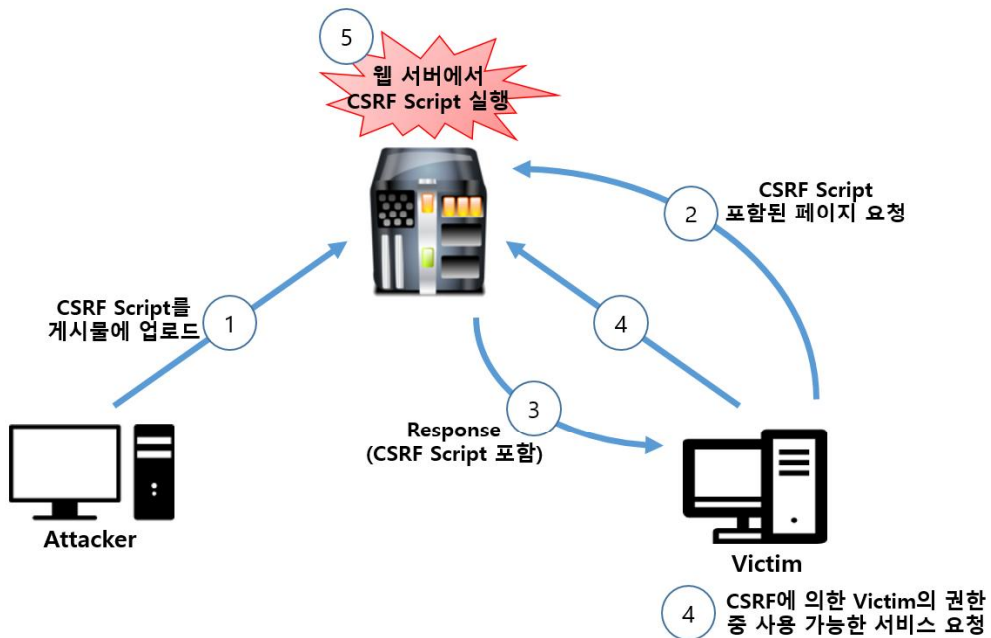 5
웹 서버에서
CSRF Script 실행
CSRF Script
포함된 페이지 요청
2
CSRF Script를
게시물에 업로드
1
4
3
Response
(CSRF Script 포함)
Attacker
Victim
4
CSRF에 의한 Victim의 권한
중 사용 가능한 서비스 요청